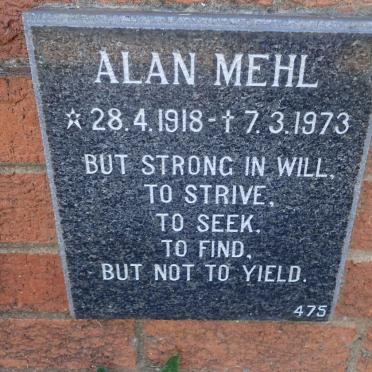 ALAN MEHL
☆ 28.4.1918 - † 7.3.1973
BUT STRONG IN WILL,
TO STRIVE,
TO SEEK,
TO FIND,
BUT NOT TO YIELD.
475